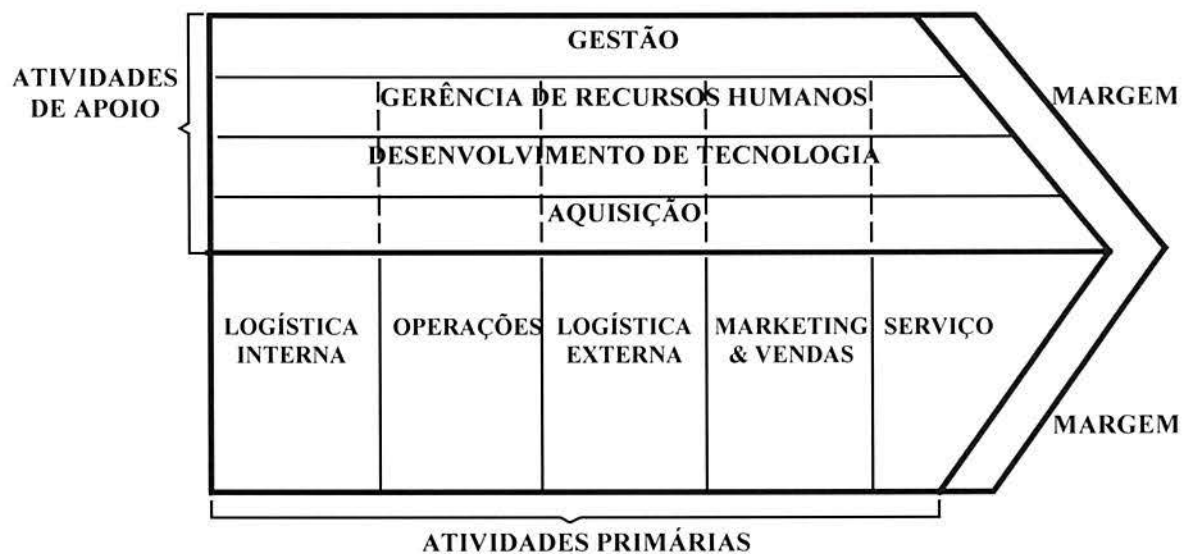 GESTÃO
ATIVIDADES
DE APOIO
GERÊNCIA DE RECURSOS HUMANOS
MARGEM
DESENVOLVIMENTO DE TECNOLOGIA
AQUISIÇÃO
LOGÍSTICA
INTERNA
OPERAÇÕES
LOGÍSTICA
EXTERNA
MARKETING
& VENDAS
SERVIÇO
MARGEM
ATIVIDADES PRIMÁRIAS